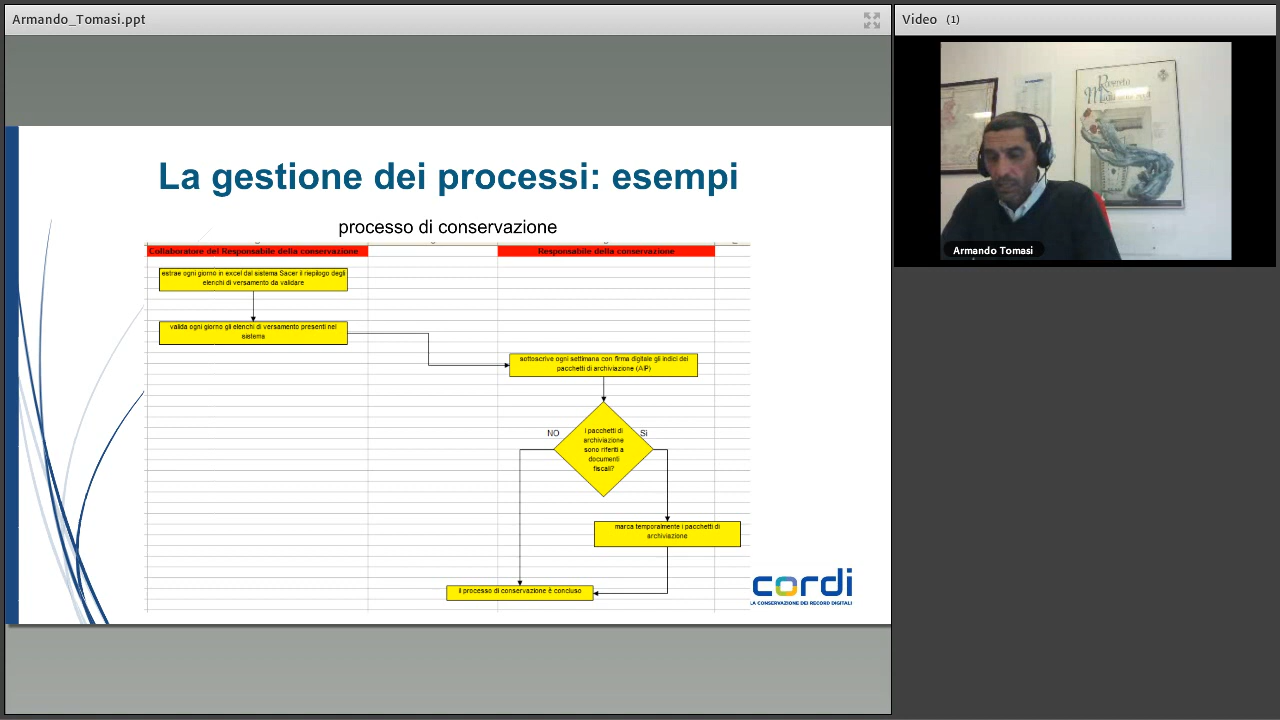 Armando_Tomasi.ppt
Video (1)
La gestione dei processi: esempi
processo di conservazione
Collaboratore del Responsabile della conservazione
Responsabile della conservazione
estrae ogni giorno in excel dal sistema Sacer il riepilogo degli
elenchi di versamento da validare
valida ogni giorno gli elenchi di versamento presenti nel
sistema
sottoscrive ogni settimana con firma digitale gli indici dei
pacchetti di archiviazione (AIP)
NO
Si
i pacchetti di
archiviazione
sono riferiti a
documenti
fiscali?
marca temporalmente i pacchetti di
archiviazione
il processo di conservazione è concluso
cordi
LA CONSERVAZIONE DEI RECORD DIGITALI
Armando Tomasi